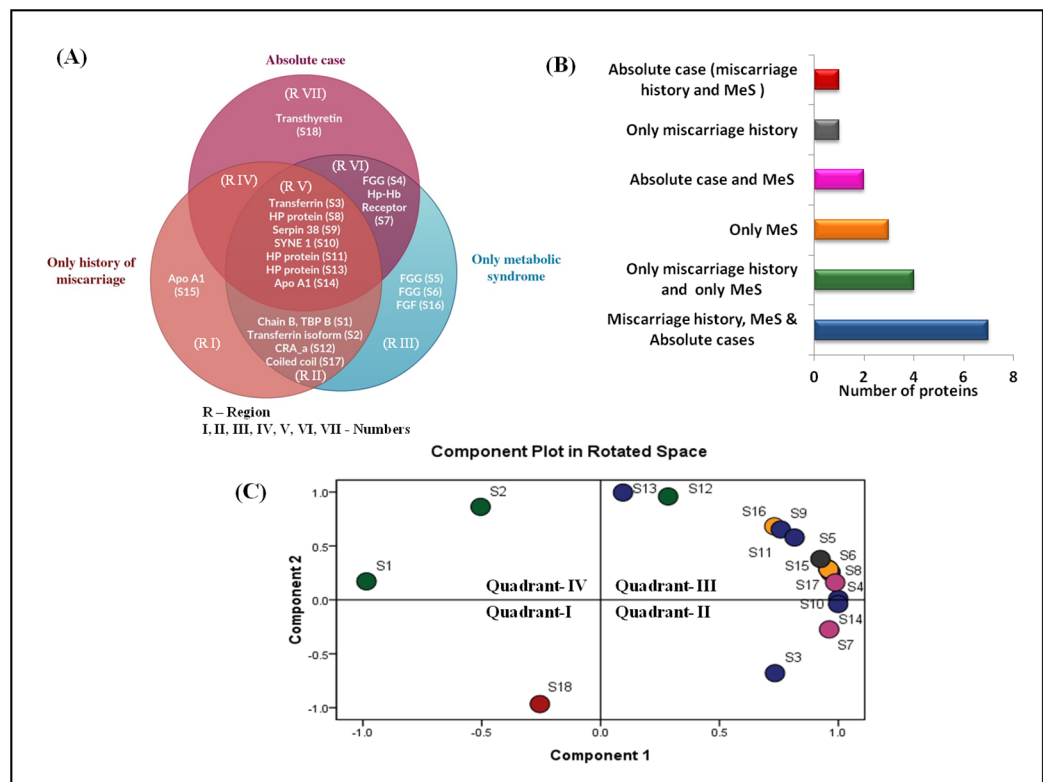 (A)
Absolute case
(R VII)
Transthyretin
(S18)
(R IV)
(R VI)
(R V)
FGG (S4)
Hp-Hb
Receptor
(S7)
Transferrin (S3)
HP protein (S8)
Serpin 38 (S9)
SYNE 1 (S10)
HP protein (S11)
HP protein (S13)
Apo A1 (S14)
Only history of
miscarriage
Only metabolic
syndrome
Apo A1
(S15)
FGG (S5)
FGG (S6)
FGF (S16)
Chain B, TBP B (S1)
Transferrin isoform (S2)
CRA_a (S12)
Coiled coil (S17)
(R I)
(R II)
(R III)
R – Region
I, II, III, IV, V, VI, VII - Numbers
(B)
Absolute case (miscarriage
history and MeS )
Only miscarriage history
Absolute case and MeS
Only MeS
Only miscarriage history
and only MeS
Miscarriage history, MeS &
Absolute cases
0 2 4 6 8
Number of proteins
(C)
Component Plot in Rotated Space
Component 2
1.0
0.5
0.0
-0.5
-1.0
S2
S13
S12
S16
S9
S11
S5
S15
S6
S8
S1
S17
S4
Quadrant- IV
Quadrant- III
Quadrant-I
Quadrant-II
S10
S14
S7
S3
S18
-1.0 -0.5 0.0 0.5 1.0
Component 1